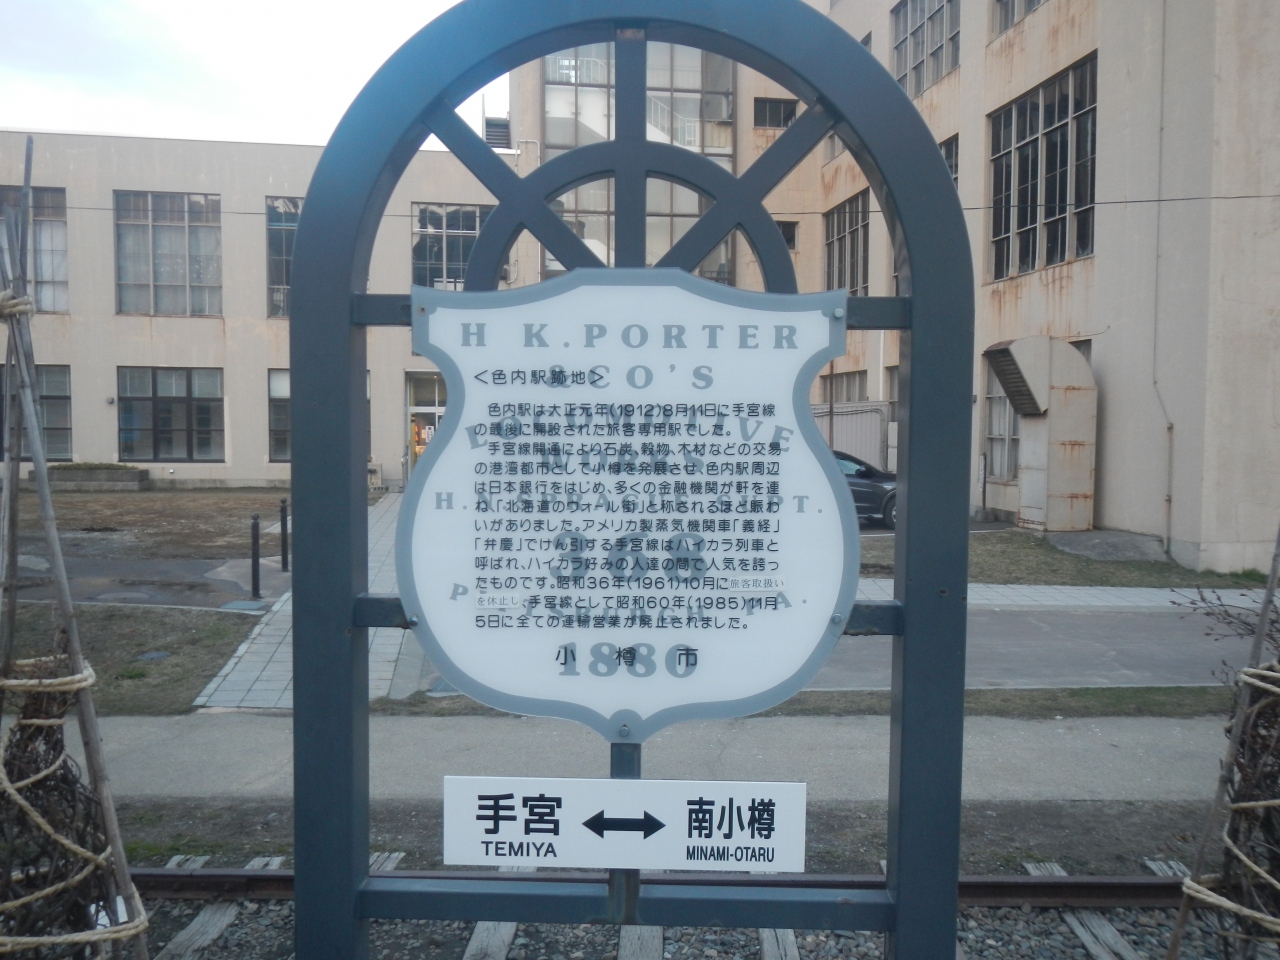 H K. PORTER
& CO'S
<色内駅跡地>
色内駅は大正元年(1912)8月11日に手宮線
の最後に開設された旅客専用駅でした。
手宮線開通により石炭、穀物、木材などの交易
の港湾都市として小樽を発展させ、色内駅周辺
は日本銀行をはじめ、多くの金融機関が軒を連
ね、「北海道のウォール街」と称されるほど賑わ
いがありました。アメリカ製蒸気機関車「義経」
「弁慶」でけん引する手宮線はハイカラ列車と
呼ばれ、ハイカラ好みの人達の間で人気を誇っ
たものです。昭和36年(1961)10月に旅客取扱い
を休止し、手宮線として昭和60年(1985)11月
5日に全ての運輸営業が廃止されました。
小樽市
1880
手宮 ↔ 南小樽
TEMIYA MINAMI-OTARU